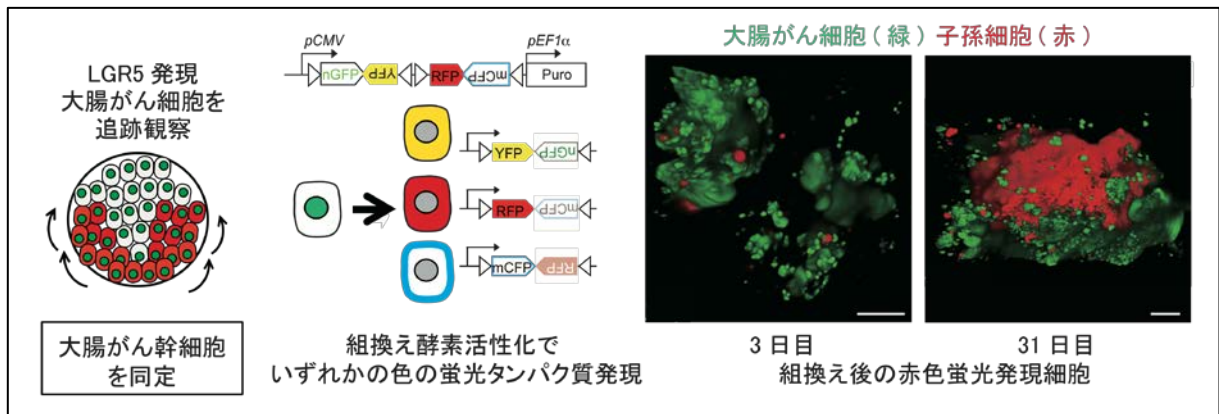 LGR5 発現
大腸がん細胞を
追跡観察
大腸がん幹細胞
を同定
pCMV
pEF1α
nGFP YFP RFP mCFP Puro
YFP nGFP
RFP mCFP
mCFP RFP
組換え酵素活性化で
いずれかの色の蛍光タンパク質発現
大腸がん細胞(緑) 子孫細胞(赤)
3 日目
31 日目
組換え後の赤色蛍光発現細胞